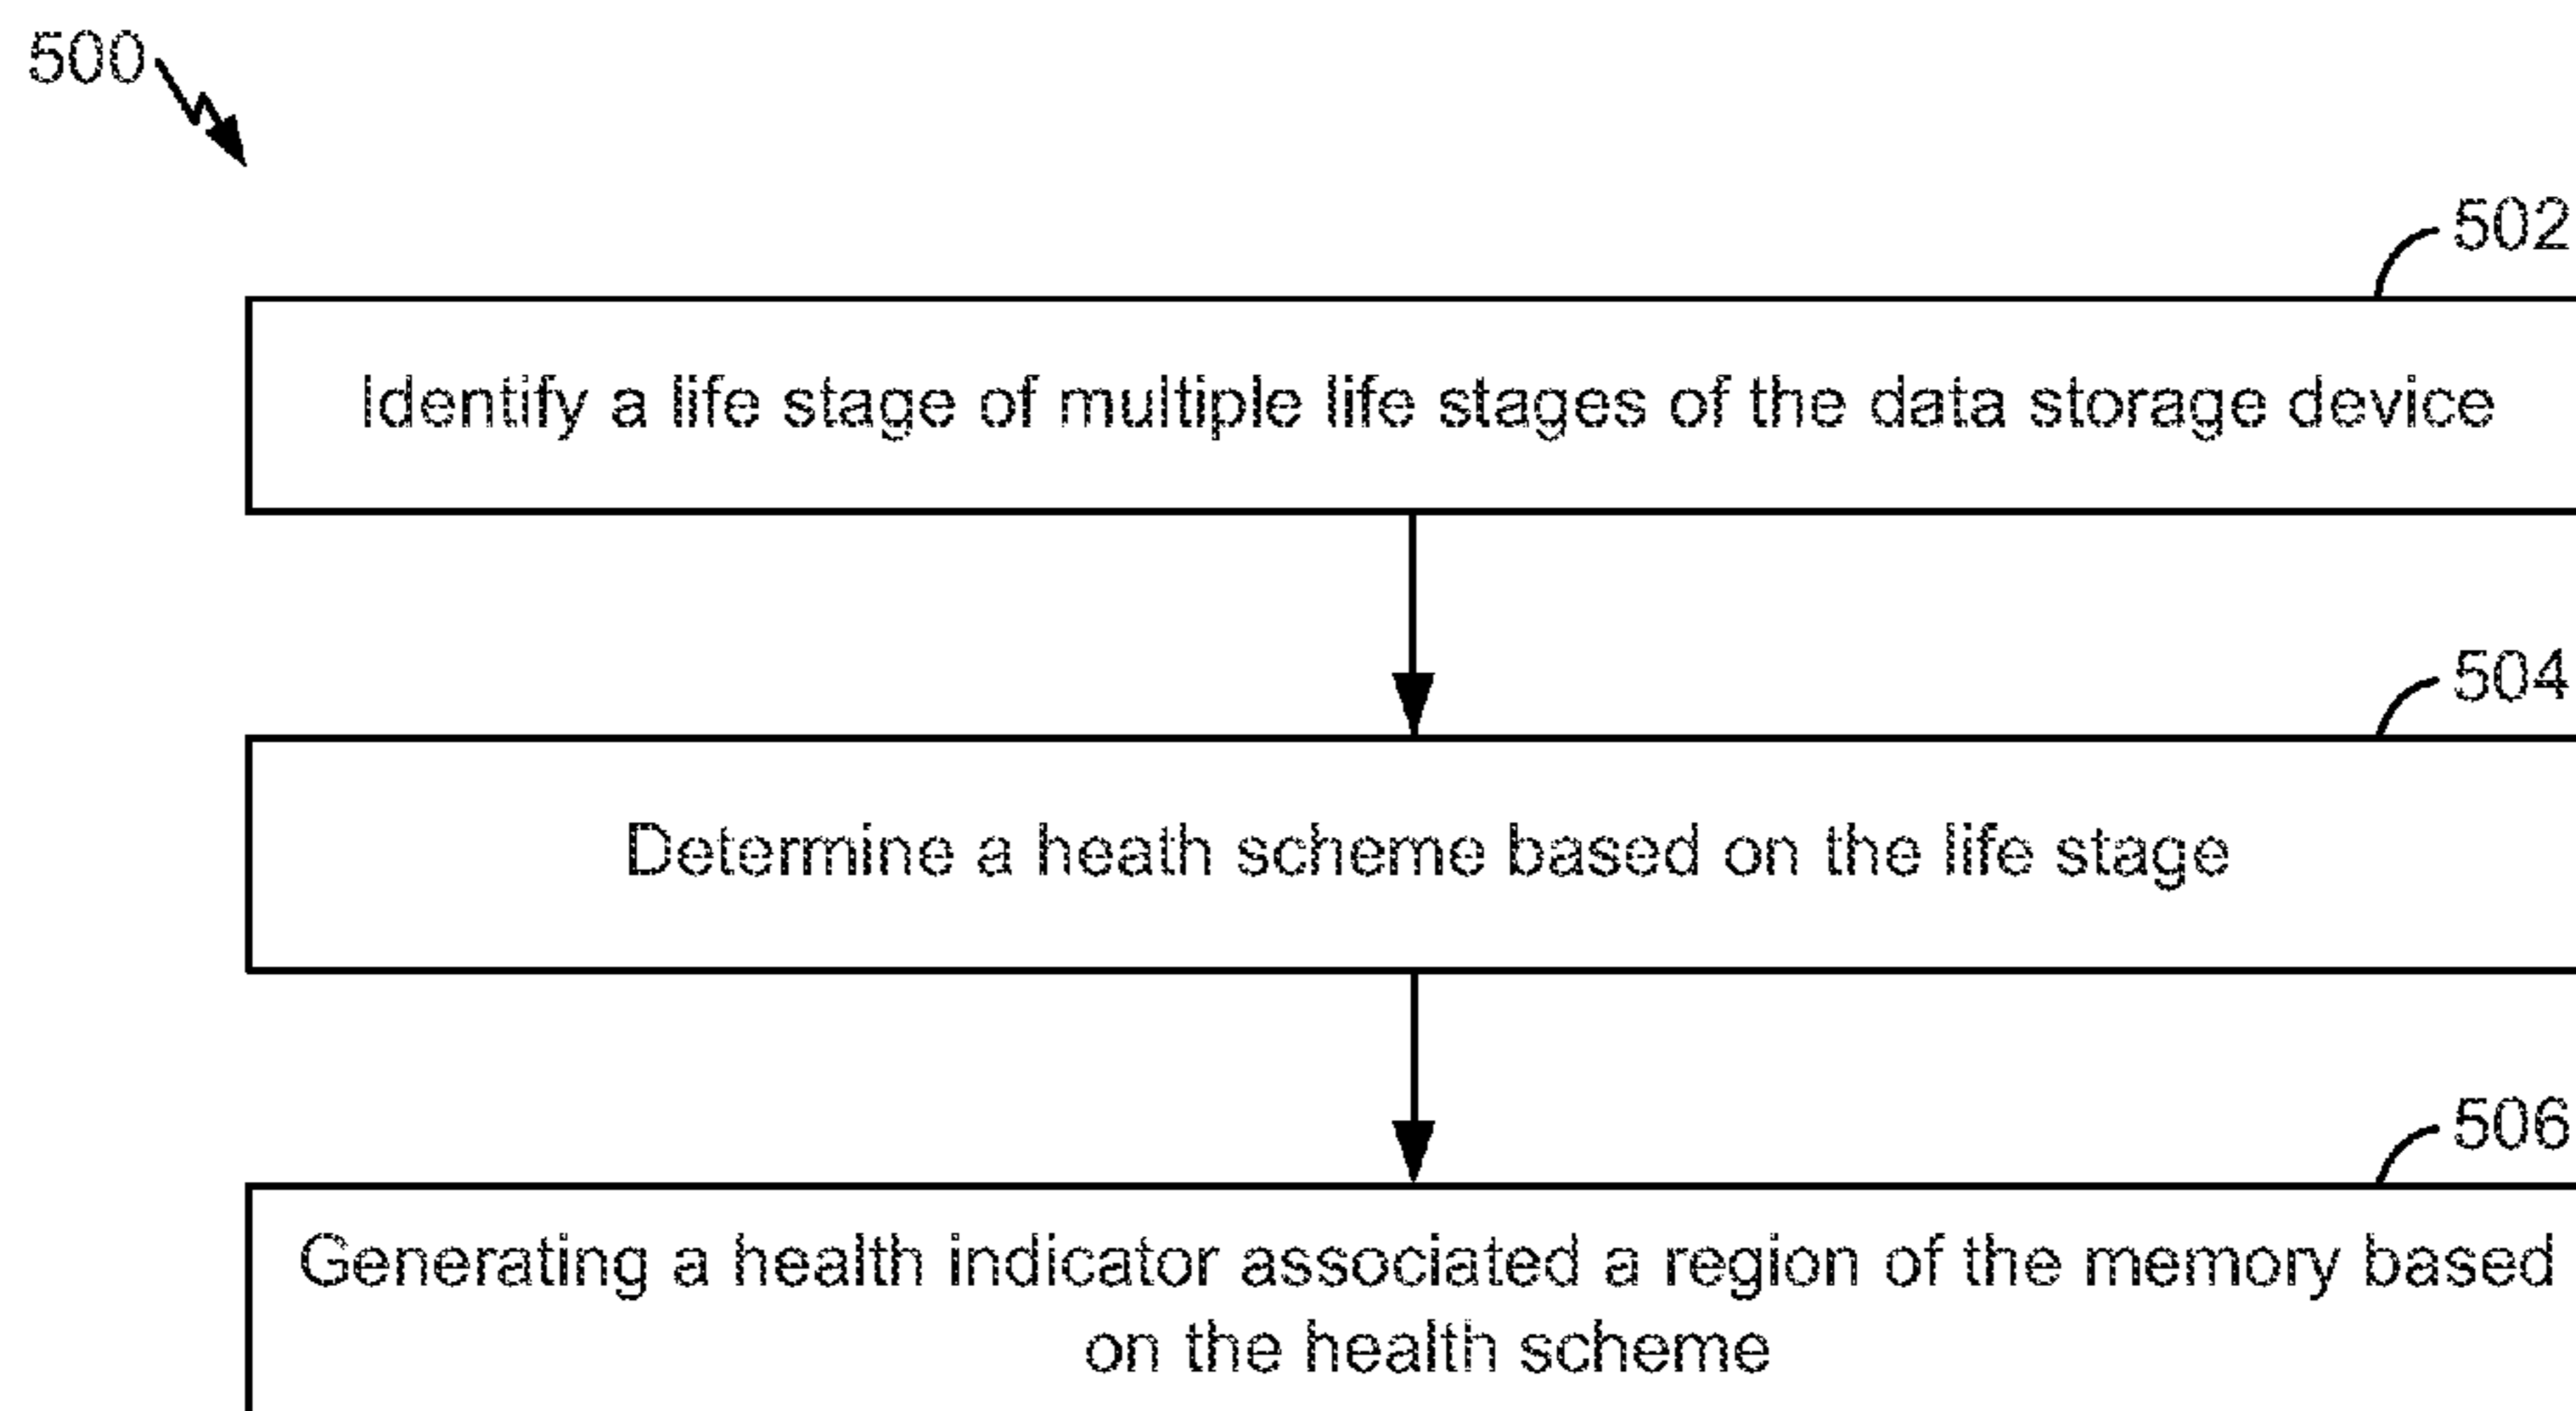 500
502
Identify a life stage of multiple life stages of the data storage device
504
Determine a heath scheme based on the life stage
506
Generating a health indicator associated a region of the memory based
on the health scheme